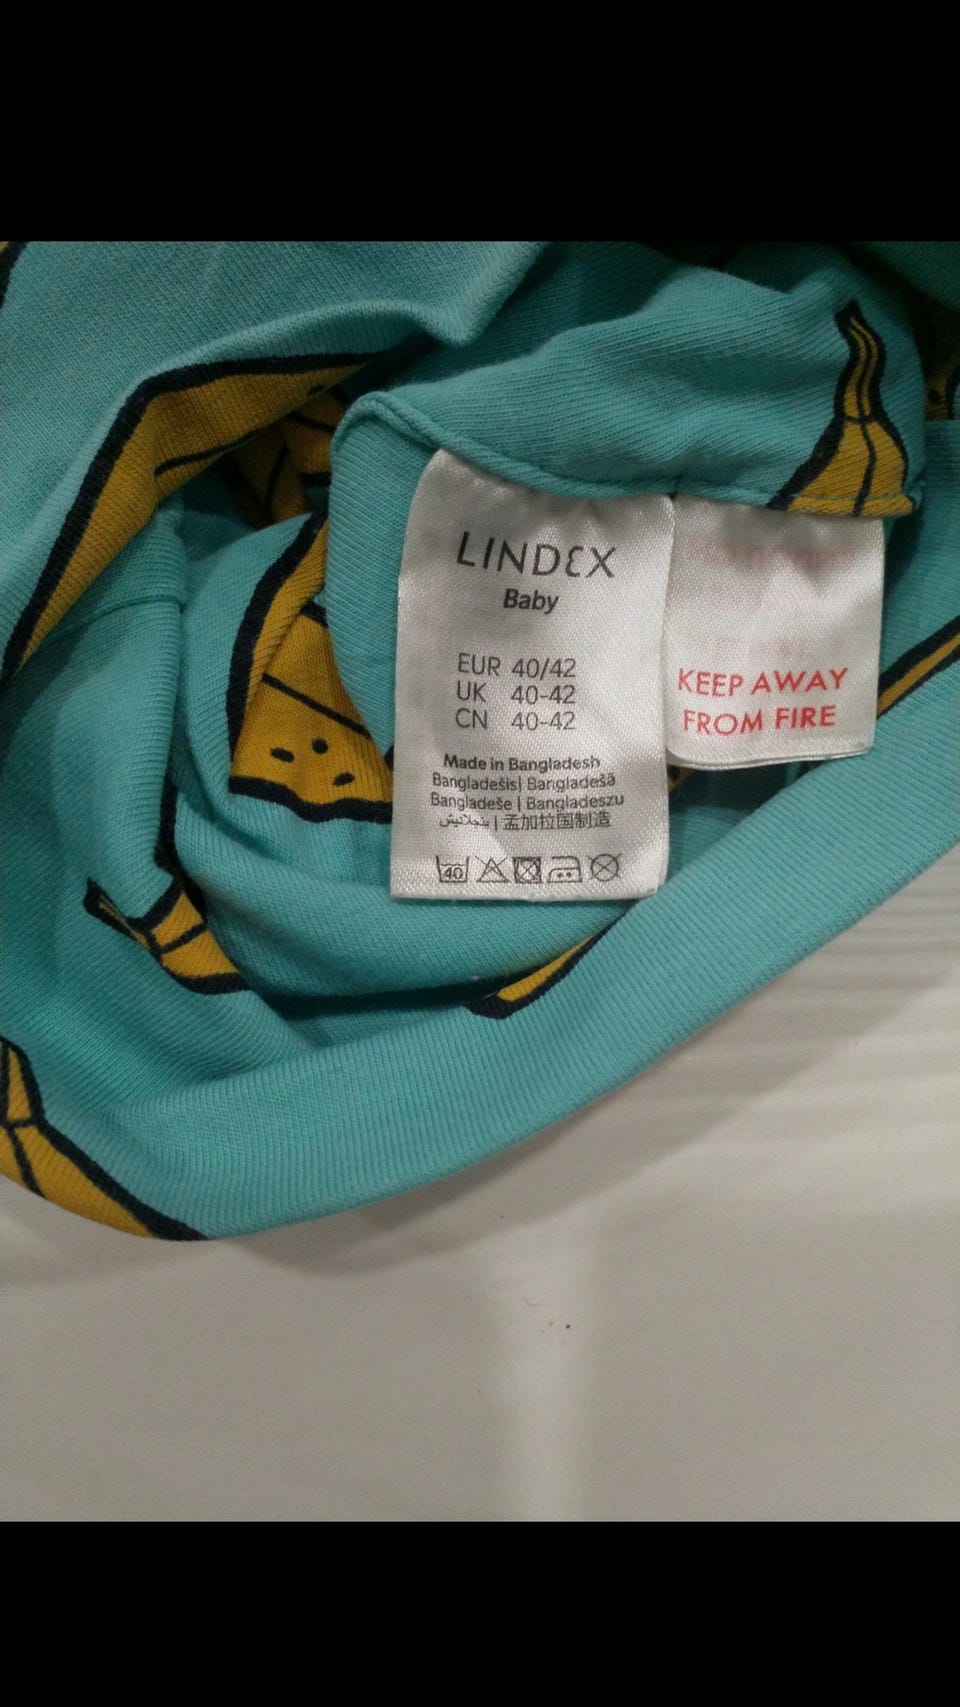 LINDEX
Baby
EUR 40/42
UK 40-42
CN 40-42
Made in Bangladesh
Bangladešis| Bangladešā
Bangladeše | Bangladeszu
بنجلاديش | 孟加拉国制造
40
KEEP AWAY
FROM FIRE